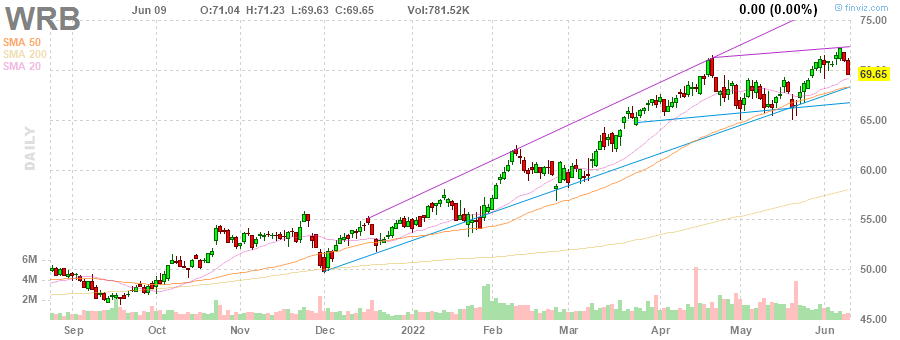 WRB Jun 09 O:71.04 H:71.23 L:69.63 C:69.65 Vol:781.52K 0.00 (0.00%) © finviz.com
SMA 50
SMA 200
SMA 20
75.00
69.65
65.00
60.00
55.00
50.00
45.00
DAILY
6M
4M
2M
Sep Oct Nov Dec 2022 Feb Mar Apr May Jun